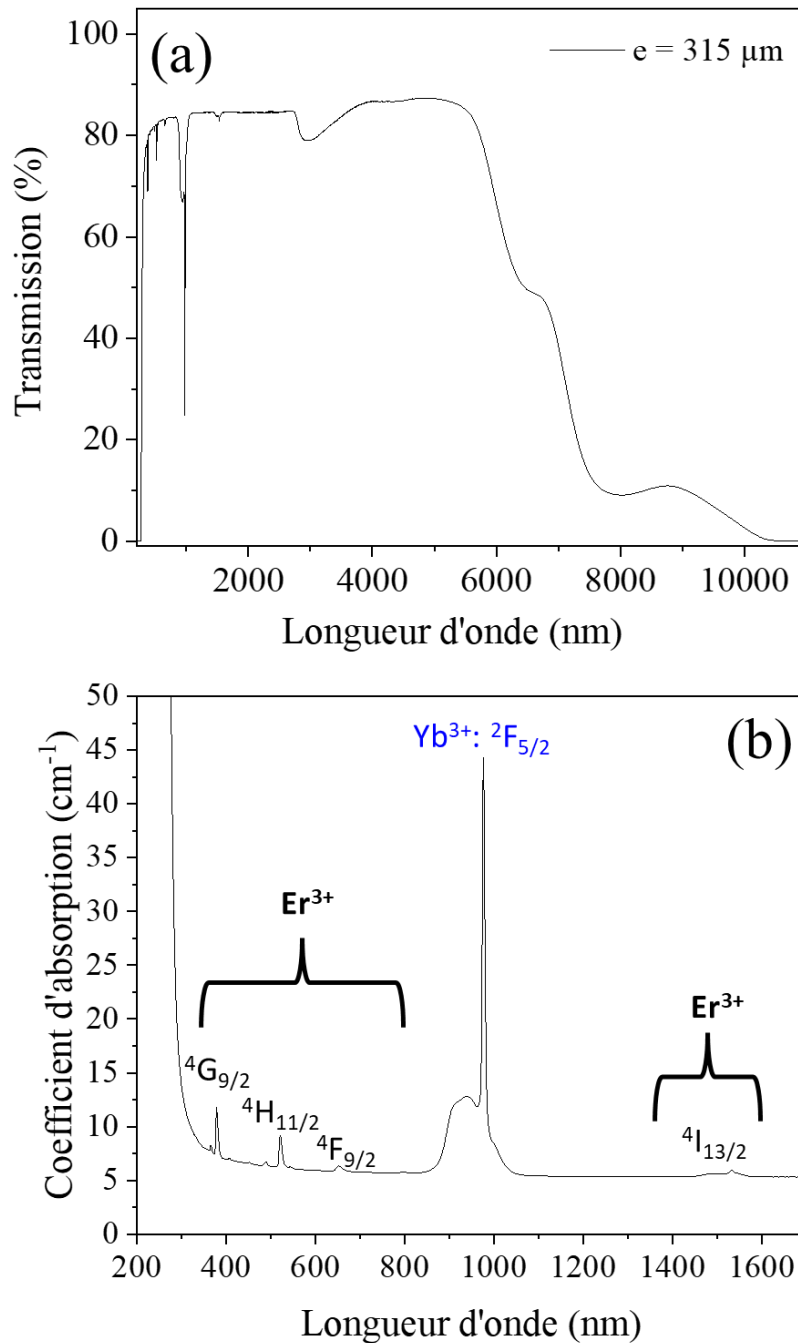 (a)
e = 315 µm
Transmission (%)
100
80
60
40
20
0
2000 4000 6000 8000 10000
Longueur d'onde (nm)
(b)
Yb³⁺: ²F₅/₂
Coefficient d'absorption (cm⁻¹)
50
45
40
35
30
25
20
15
10
5
0
Er³⁺
Er³⁺
⁴G₉/₂
⁴H₁₁/₂
⁴F₉/₂
⁴I₁₃/₂
200 400 600 800 1000 1200 1400 1600
Longueur d'onde (nm)